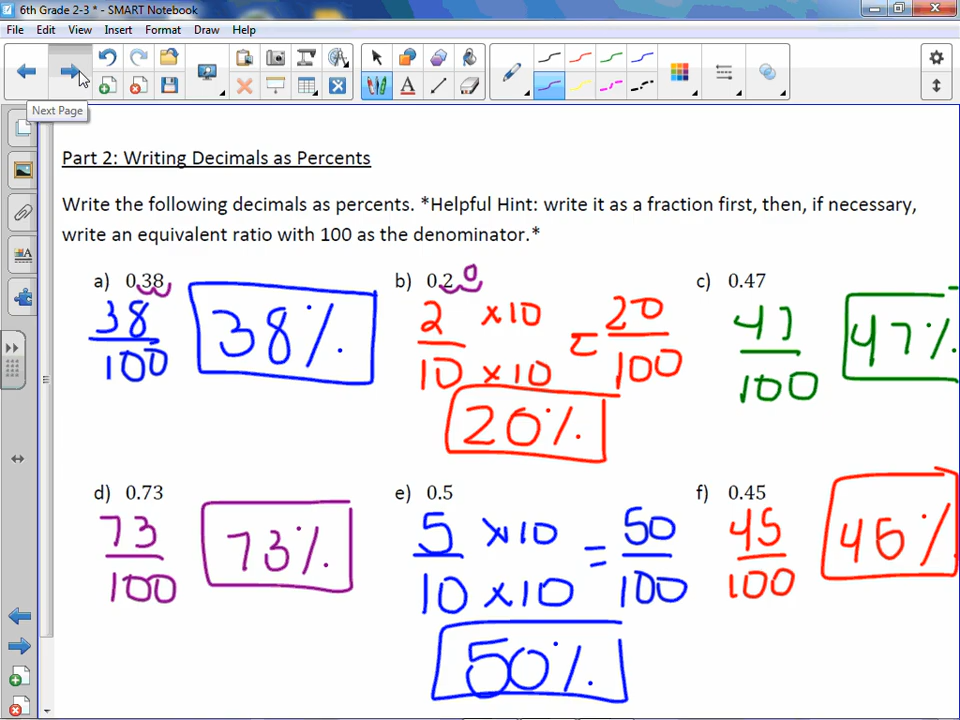 6th Grade 2-3 * - SMART Notebook
File Edit View Insert Format Draw Help
Next Page
Part 2: Writing Decimals as Percents
Write the following decimals as percents. *Helpful Hint: write it as a fraction first, then, if necessary,
write an equivalent ratio with 100 as the denominator.*
a) 0.38
38/100 38%
b) 0.2 0
2/10 x10/x10 = 20/100
20%
c) 0.47
47/100 47%
d) 0.73
73/100 73%
e) 0.5
5/10 x10/x10 = 50/100
50%
f) 0.45
45/100 45%